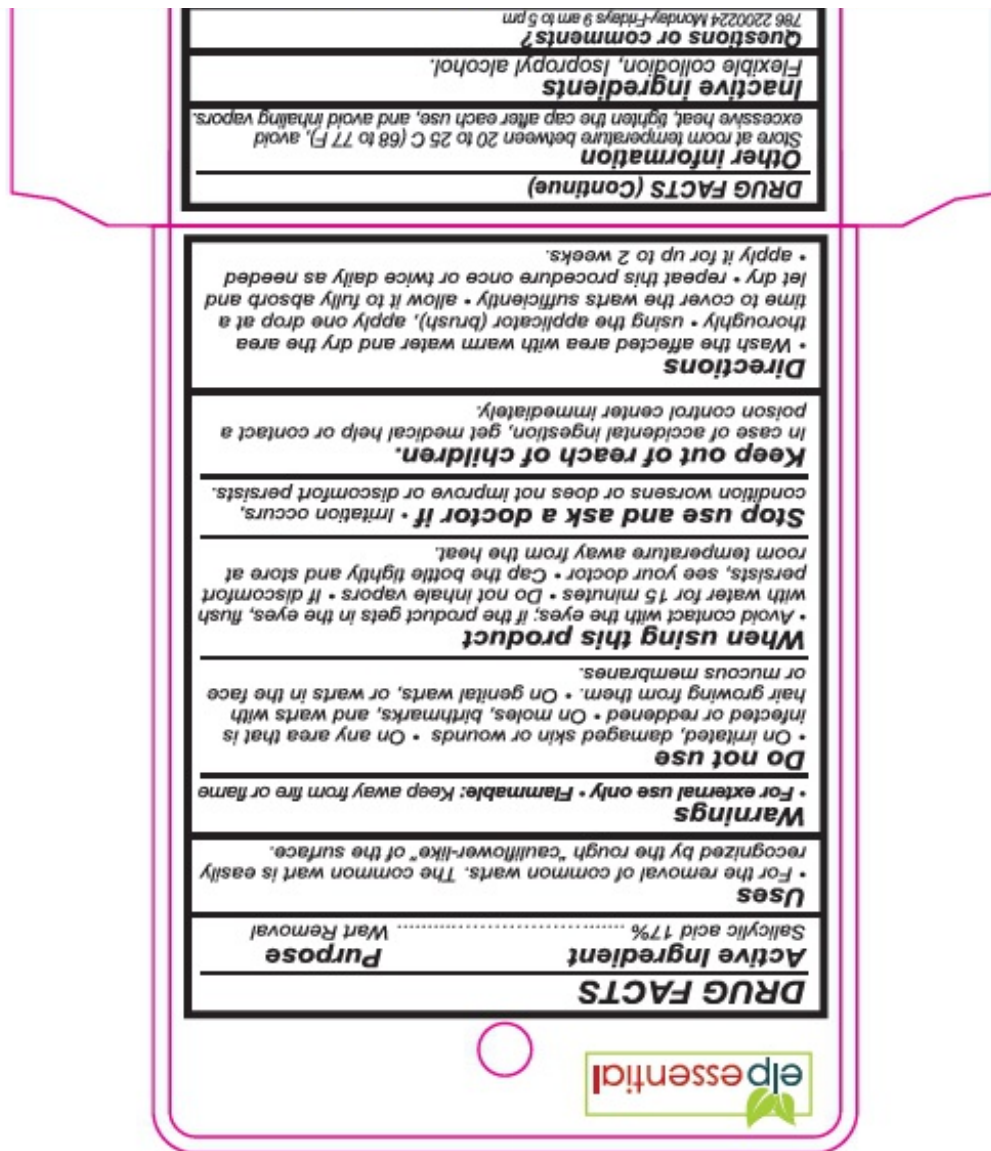 elp essential
DRUG FACTS
Active Ingredient Purpose
Salicylic acid 17% ................................... Wart Removal
Uses
• For the removal of common warts. The common wart is easily
recognized by the rough "cauliflower-like" of the surface.
Warnings
• For external use only • Flammable: Keep away from fire or flame
Do not use
• On irritated, damaged skin or wounds • On any area that is
infected or reddened • On moles, birthmarks, and warts with
hair growing from them. • On genital warts, or warts in the face
or mucous membranes.
When using this product
• Avoid contact with the eyes; if the product gets in the eyes, flush
with water for 15 minutes • Do not inhale vapors • If discomfort
persists, see your doctor • Cap the bottle tightly and store at
room temperature away from the heat.
Stop use and ask a doctor if • Irritation occurs,
condition worsens or does not improve or discomfort persists.
Keep out of reach of children.
In case of accidental ingestion, get medical help or contact a
poison control center immediately.
Directions
• Wash the affected area with warm water and dry the area
thoroughly • using the applicator (brush), apply one drop at a
time to cover the warts sufficiently • allow it to fully absorb and
let dry • repeat this procedure once or twice daily as needed
• apply it for up to 2 weeks.
DRUG FACTS (Continue)
Other information
Store at room temperature between 20 to 25 C (68 to 77 F), avoid
excessive heat, tighten the cap after each use, and avoid inhaling vapors.
Inactive ingredients
Flexible collodion, Isopropyl alcohol.
Questions or comments?
786 2200224 Monday-Fridays 9 am to 5 pm